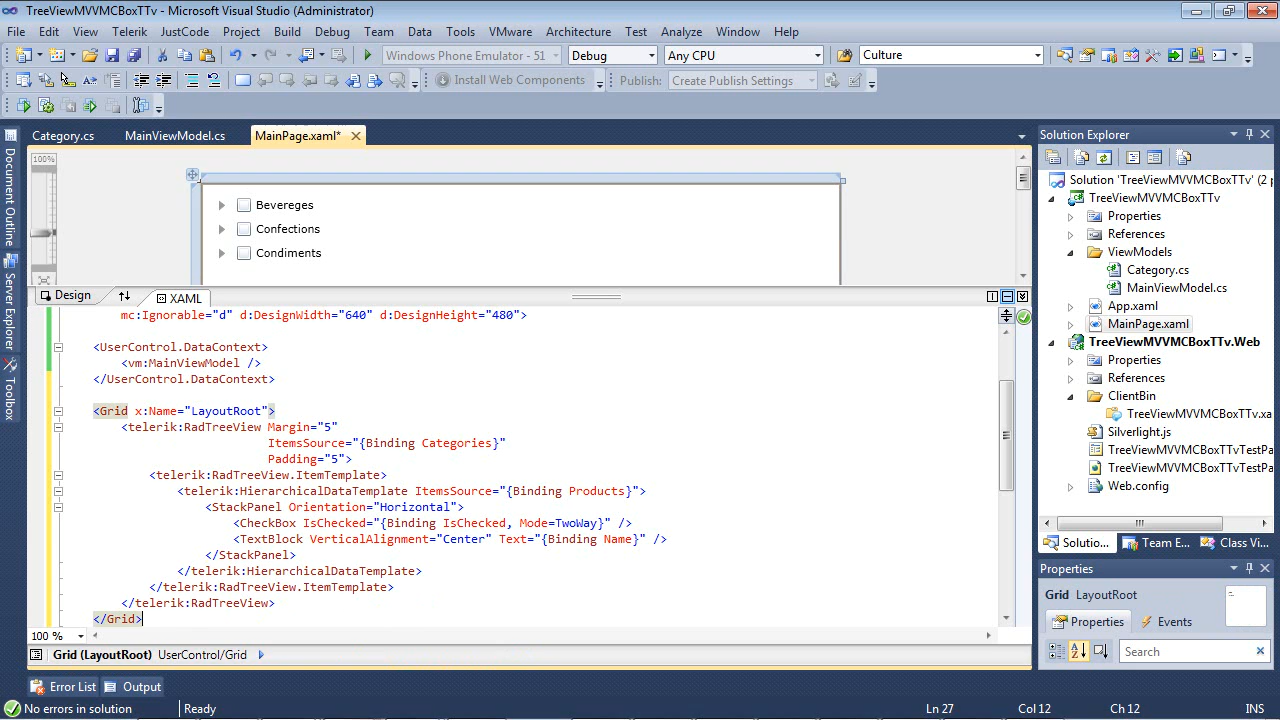 TreeViewMVVMCBoxTTv - Microsoft Visual Studio (Administrator)
File Edit View Telerik JustCode Project Build Debug Team Data Tools VMware Architecture Test Analyze Window Help
Windows Phone Emulator - 51 Debug Any CPU Culture
Install Web Components Publish: Create Publish Settings
Category.cs MainViewModel.cs MainPage.xaml*
Document Outline
Server Explorer
Toolbox
100%
Bevereges
Confections
Condiments
Design XAML
mc:Ignorable="d" d:DesignWidth="640" d:DesignHeight="480">
<UserControl.DataContext>
<vm:MainViewModel />
</UserControl.DataContext>
<Grid x:Name="LayoutRoot">
<telerik:RadTreeView Margin="5"
ItemsSource="{Binding Categories}"
Padding="5">
<telerik:RadTreeView.ItemTemplate>
<telerik:HierarchicalDataTemplate ItemsSource="{Binding Products}">
<StackPanel Orientation="Horizontal">
<CheckBox IsChecked="{Binding IsChecked, Mode=TwoWay}" />
<TextBlock VerticalAlignment="Center" Text="{Binding Name}" />
</StackPanel>
</telerik:HierarchicalDataTemplate>
</telerik:RadTreeView.ItemTemplate>
</telerik:RadTreeView>
</Grid>
100 %
Grid (LayoutRoot) UserControl/Grid
Error List Output
No errors in solution Ready Ln 27 Col 12 Ch 12 INS
Solution Explorer
Solution 'TreeViewMVVMCBoxTTv' (2 p
TreeViewMVVMCBoxTTv
Properties
References
ViewModels
Category.cs
MainViewModel.cs
App.xaml
MainPage.xaml
TreeViewMVVMCBoxTTv.Web
Properties
References
ClientBin
TreeViewMVVMCBoxTTv.xa
Silverlight.js
TreeViewMVVMCBoxTTvTestPa
TreeViewMVVMCBoxTTvTestPa
Web.config
Solutio... Team E... Class Vi...
Properties
Grid LayoutRoot
Properties Events
Search